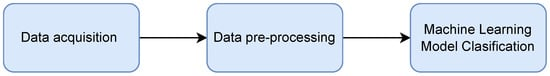 Data acquisition
Data pre-processing
Machine Learning
Model Clasification